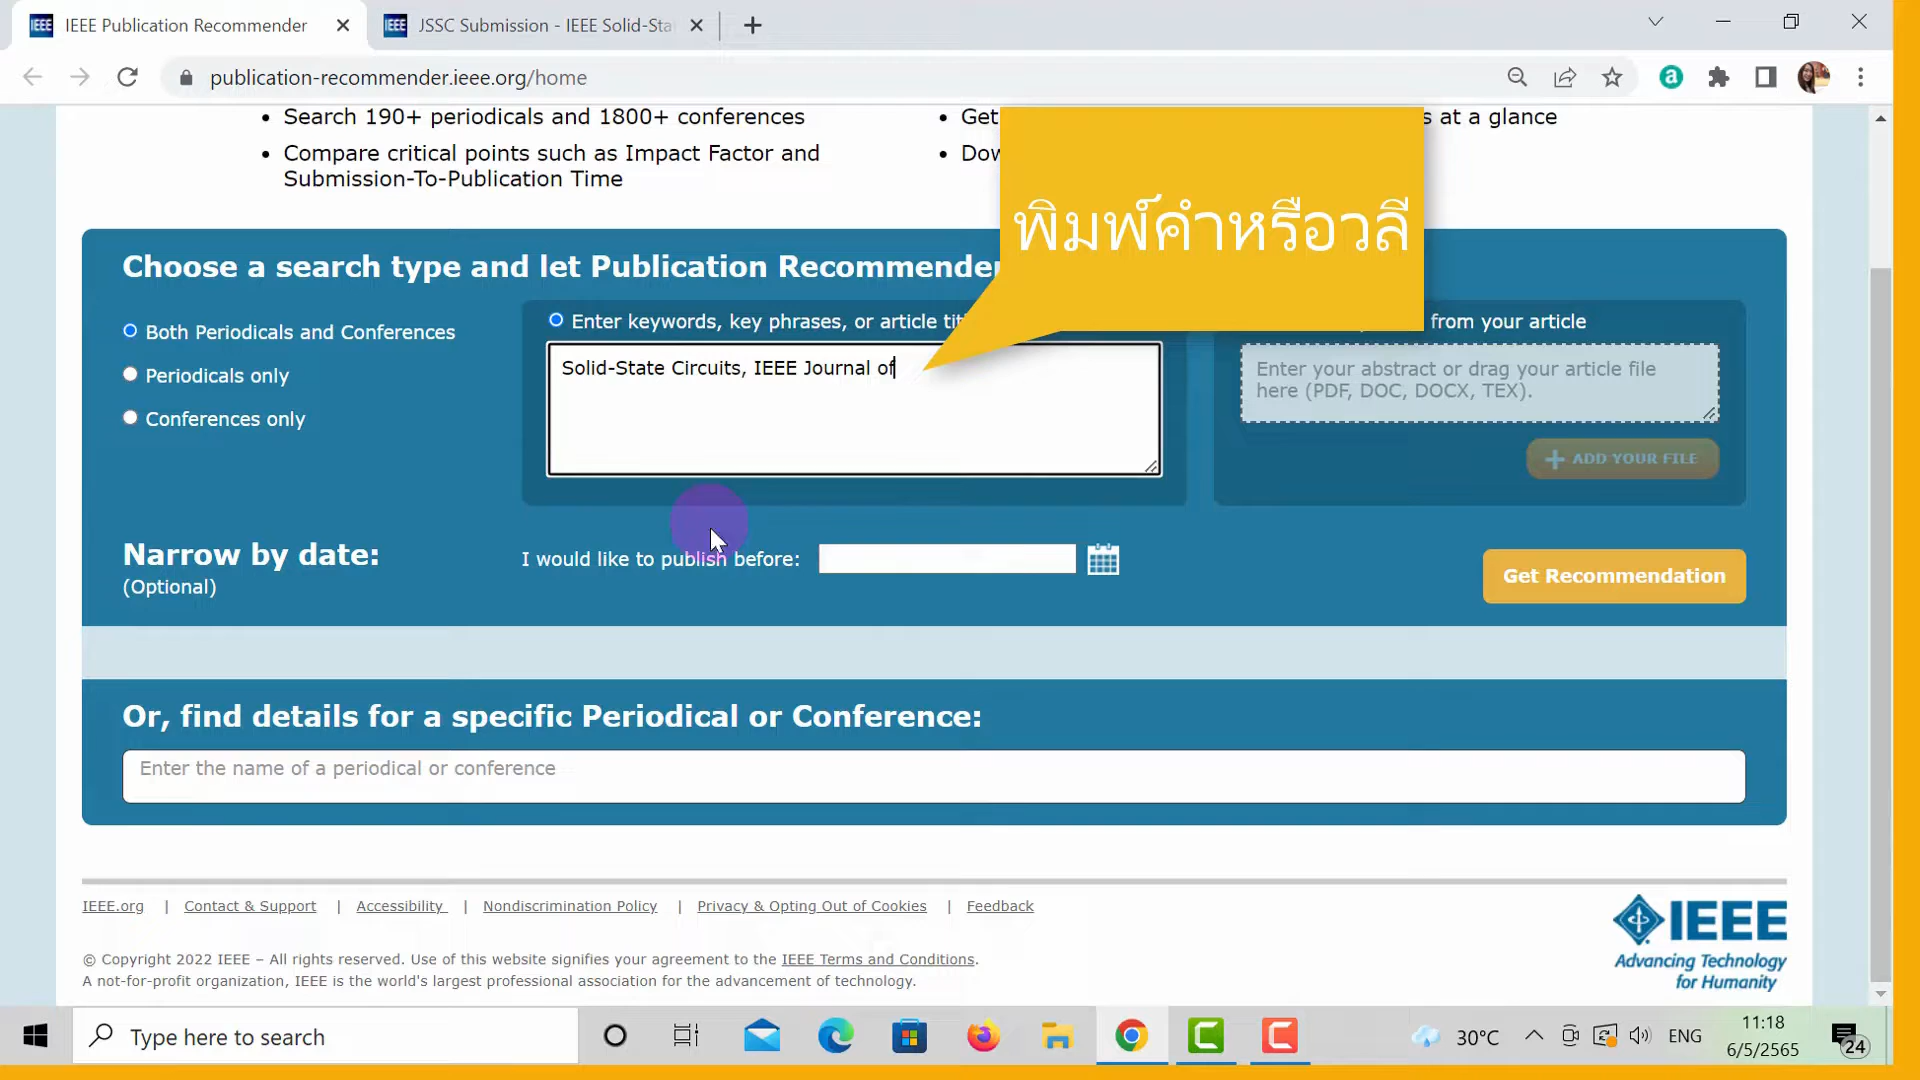 IEEE Publication Recommender
JSSC Submission - IEEE Solid-Sta
publication-recommender.ieee.org/home
Search 190+ periodicals and 1800+ conferences
Compare critical points such as Impact Factor and
Submission-To-Publication Time
s at a glance
พิมพ์คำหรือวลี
Choose a search type and let Publication Recommender
Both Periodicals and Conferences
Periodicals only
Conferences only
Enter keywords, key phrases, or article
Solid-State Circuits, IEEE Journal of
from your article
Enter your abstract or drag your article file
here (PDF, DOC, DOCX, TEX).
ADD YOUR FILE
Narrow by date:
(Optional)
I would like to publish before:
Get Recommendation
Or, find details for a specific Periodical or Conference:
Enter the name of a periodical or conference
IEEE.org | Contact & Support | Accessibility | Nondiscrimination Policy | Privacy & Opting Out of Cookies | Feedback
© Copyright 2022 IEEE – All rights reserved. Use of this website signifies your agreement to the IEEE Terms and Conditions.
A not-for-profit organization, IEEE is the world's largest professional association for the advancement of technology.
IEEE
Advancing Technology
for Humanity
Type here to search
30°C
ENG
11:18
6/5/2565
24